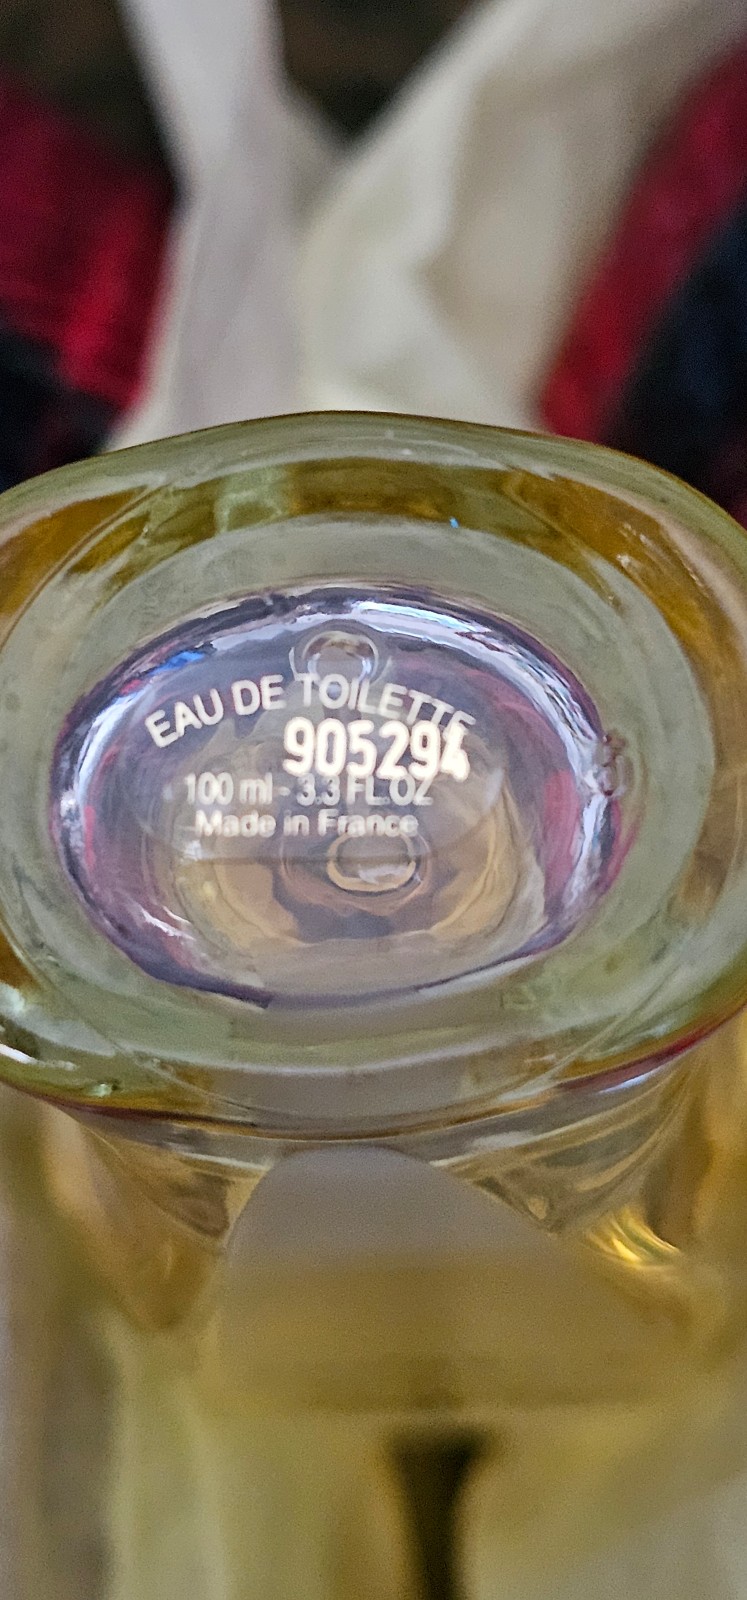 EAU DE TOILETTE
905294
100 ml - 3.3 FL.OZ
Made in France